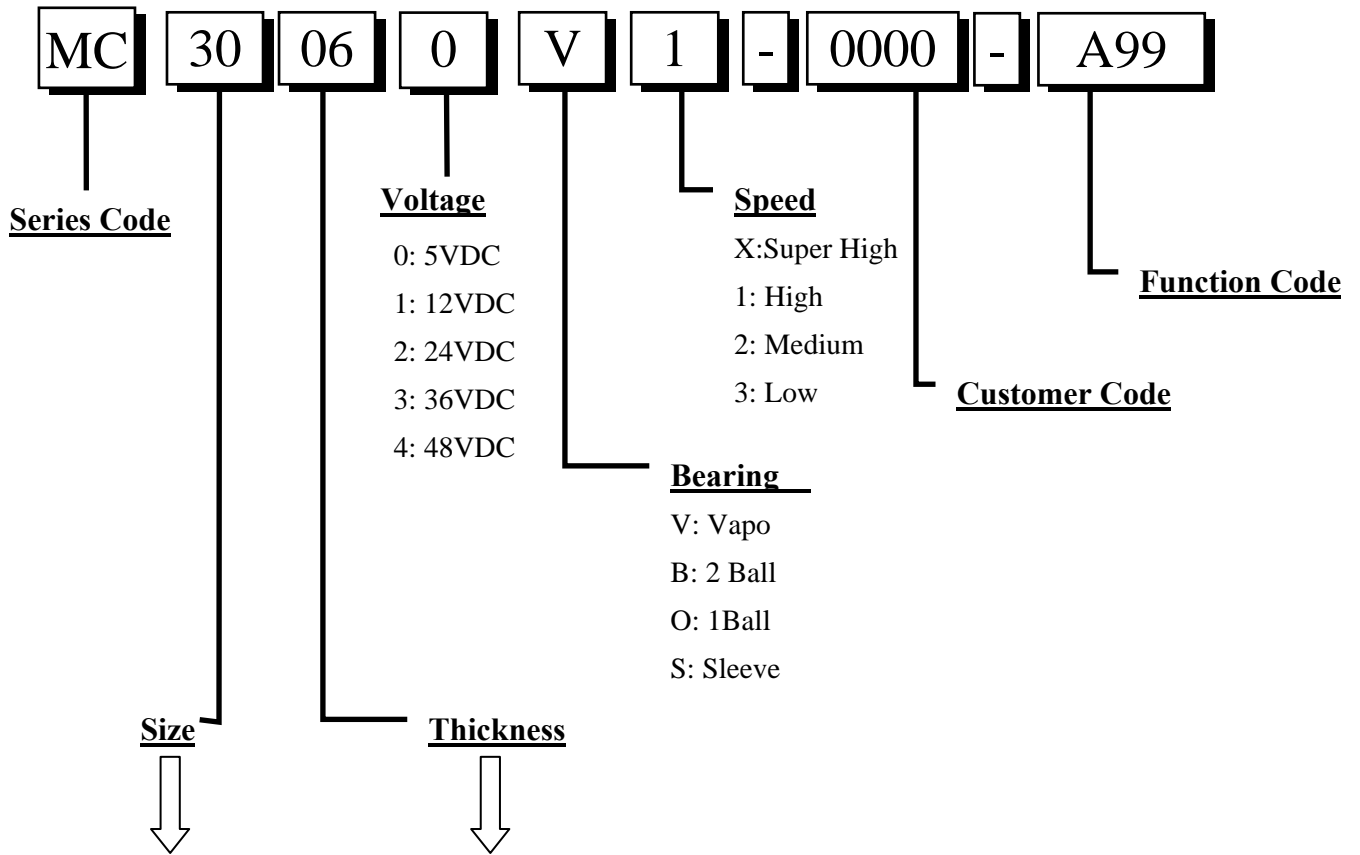 MC 30 06 0 V 1 - 0000 - A99
Series Code
Voltage
0: 5VDC
1: 12VDC
2: 24VDC
3: 36VDC
4: 48VDC
Speed
X:Super High
1: High
2: Medium
3: Low
Function Code
Customer Code
Bearing
V: Vapo
B: 2 Ball
O: 1Ball
S: Sleeve
Size
Thickness